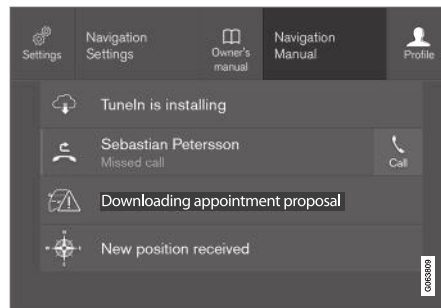 Settings
Navigation
Settings
Owner's
manual
Navigation
Manual
Profile
TuneIn is installing
Sebastian Petersson
Missed call
Call
Downloading appointment proposal
New position received
G063809